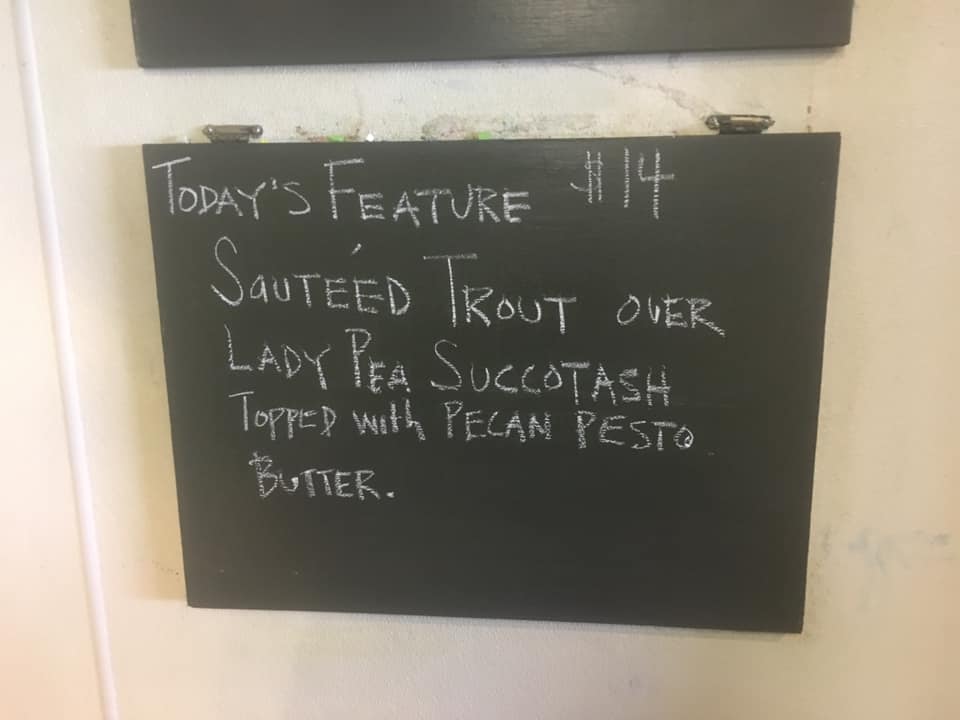 TODAY'S FEATURE $14
SAUTÉED TROUT OVER
LADY PEA SUCCOTASH
TOPPED WITH PECAN PESTO
BUTTER.